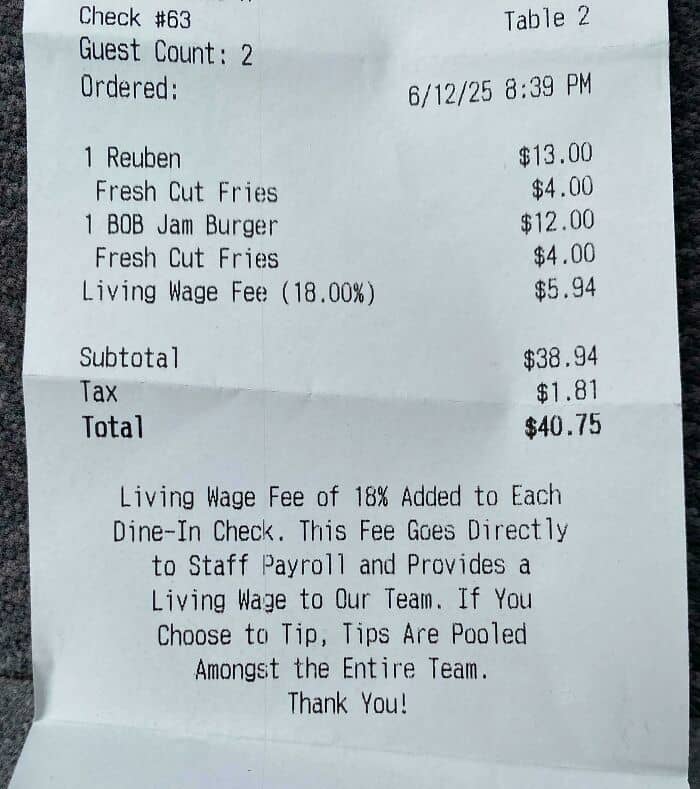 Check #63 Table 2
Guest Count: 2
Ordered: 6/12/25 8:39 PM
1 Reuben $13.00
Fresh Cut Fries $4.00
1 BOB Jam Burger $12.00
Fresh Cut Fries $4.00
Living Wage Fee (18.00%) $5.94
Subtotal $38.94
Tax $1.81
Total $40.75
Living Wage Fee of 18% Added to Each
Dine-In Check. This Fee Goes Directly
to Staff Payroll and Provides a
Living Wage to Our Team. If You
Choose to Tip, Tips Are Pooled
Amongst the Entire Team.
Thank You!